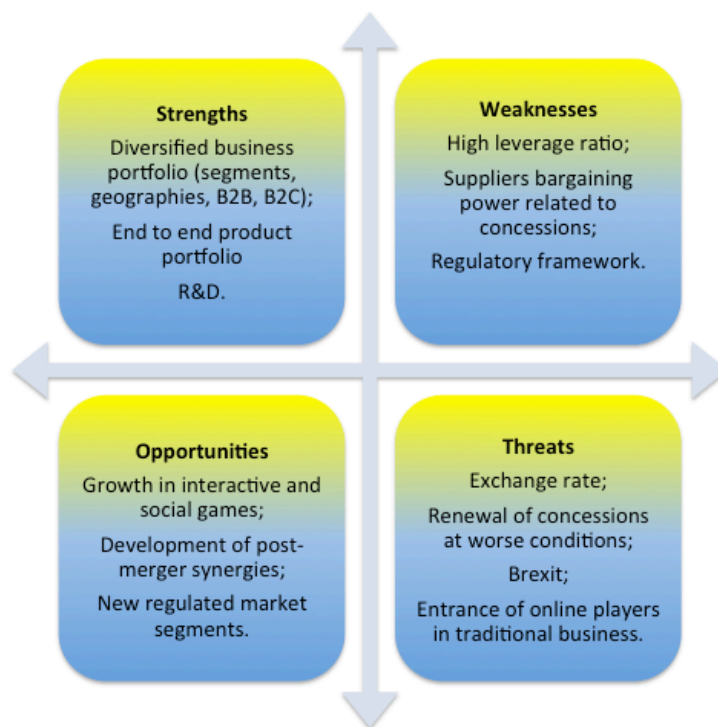 Strengths
Diversified business
portfolio (segments,
geographies, B2B, B2C);
End to end product
portfolio
R&D.
Weaknesses
High leverage ratio;
Suppliers bargaining
power related to
concessions;
Regulatory framework.
Opportunities
Growth in interactive and
social games;
Development of post-
merger synergies;
New regulated market
segments.
Threats
Exchange rate;
Renewal of concessions
at worse conditions;
Brexit;
Entrance of online players
in traditional business.